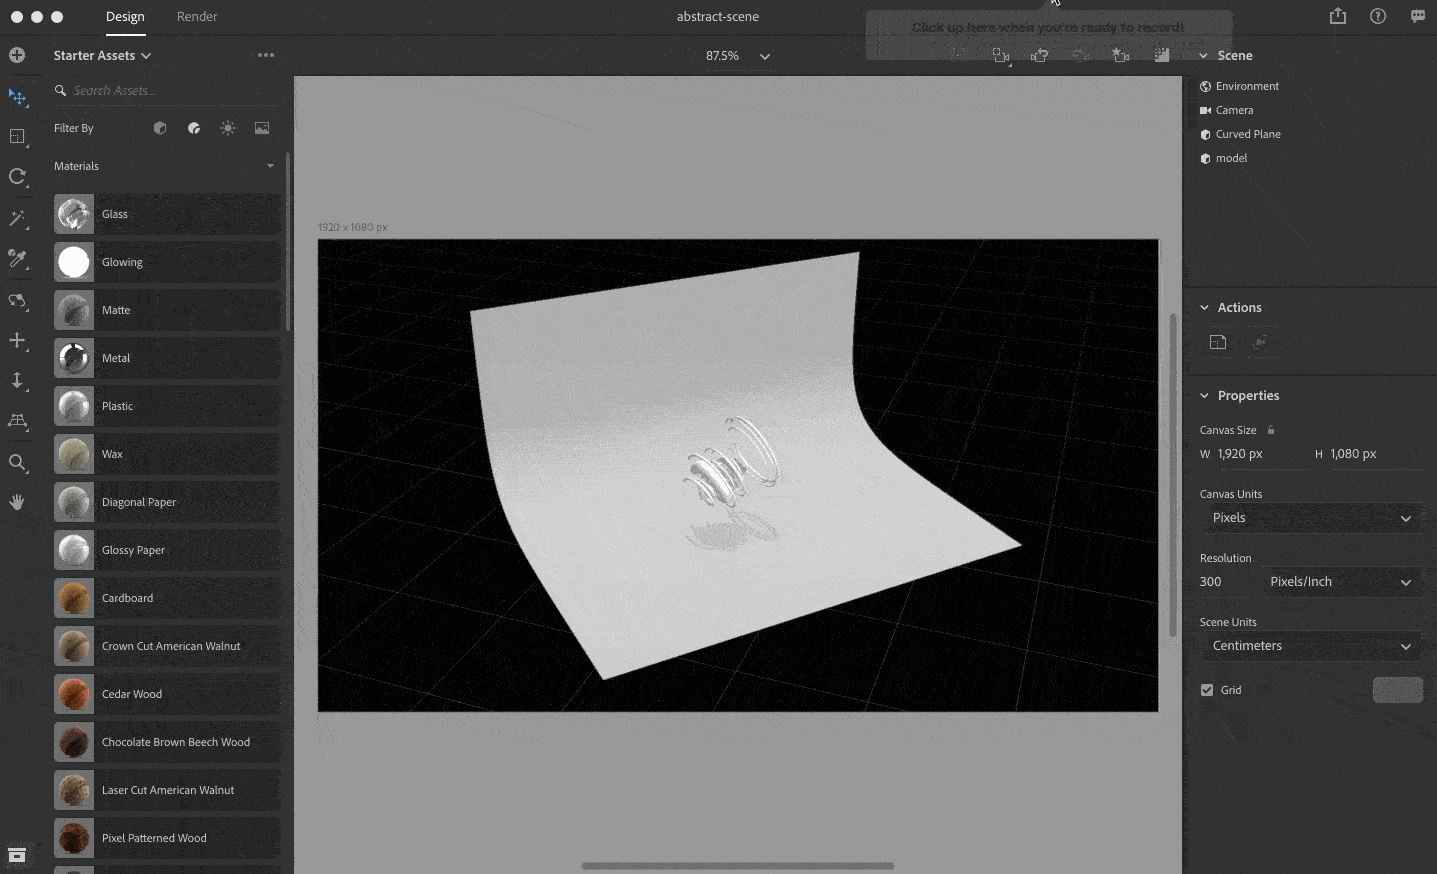 Design
Render
abstract-scene
Click up here when you're ready to record!
Starter Assets
87.5%
Scene
Search Assets...
Environment
Camera
Filter By
Curved Plane
model
Materials
Glass
1920 x 1080 px
Glowing
Matte
Actions
Metal
Plastic
Properties
Canvas Size
Wax
W 1,920 px
H 1,080 px
Diagonal Paper
Canvas Units
Pixels
Glossy Paper
Resolution
300
Pixels/Inch
Cardboard
Scene Units
Crown Cut American Walnut
Centimeters
Cedar Wood
Grid
Chocolate Brown Beech Wood
Laser Cut American Walnut
Pixel Patterned Wood